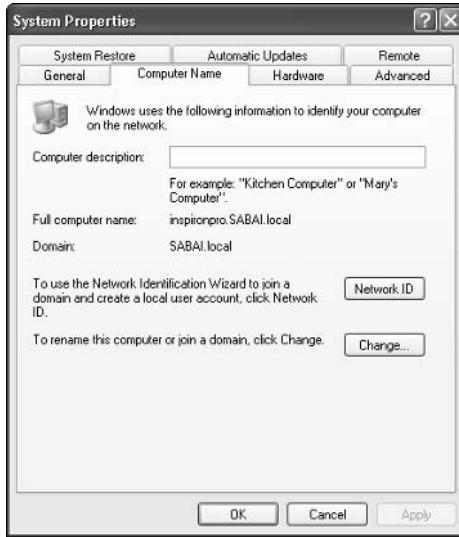 System Properties
System Restore Automatic Updates Remote
General Computer Name Hardware Advanced
Windows uses the following information to identify your computer
on the network.
Computer description:
For example: "Kitchen Computer" or "Mary's
Computer".
Full computer name: inspironpro.SABAI.local
Domain: SABAI.local
To use the Network Identification Wizard to join a
domain and create a local user account, click Network
ID.
Network ID
To rename this computer or join a domain, click Change.
Change...
OK Cancel Apply